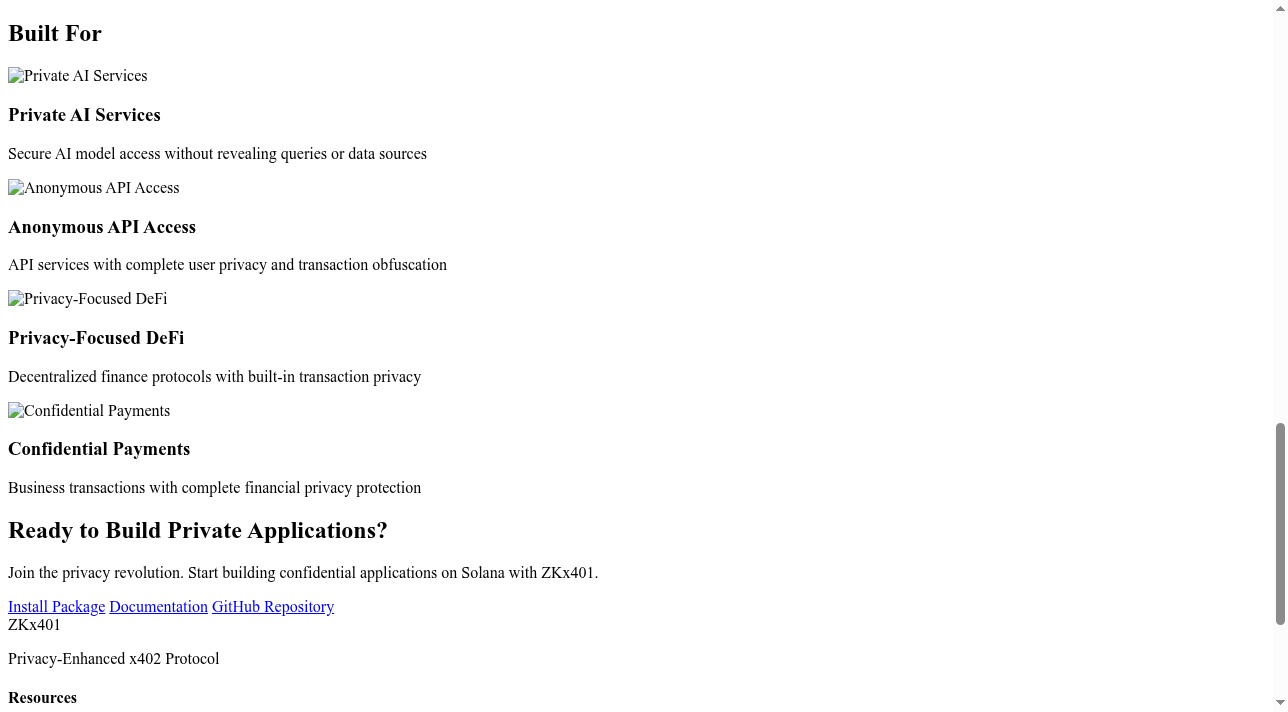 Built For
Private AI Services
Private AI Services
Secure AI model access without revealing queries or data sources
Anonymous API Access
Anonymous API Access
API services with complete user privacy and transaction obfuscation
Privacy-Focused DeFi
Privacy-Focused DeFi
Decentralized finance protocols with built-in transaction privacy
Confidential Payments
Confidential Payments
Business transactions with complete financial privacy protection
Ready to Build Private Applications?
Join the privacy revolution. Start building confidential applications on Solana with ZKx401.
Install Package Documentation GitHub Repository
ZKx401
Privacy-Enhanced x402 Protocol
Resources